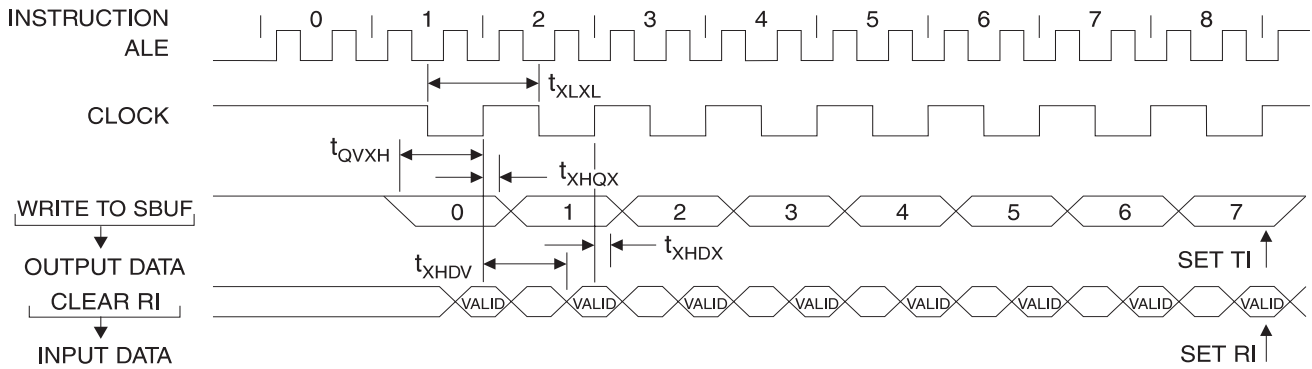 INSTRUCTION 0 1 2 3 4 5 6 7 8
ALE
tXLXL
CLOCK
tQVXH
tXHQX
WRITE TO SBUF 0 1 2 3 4 5 6 7
OUTPUT DATA
tXHDX
SET TI
tXHDV
CLEAR RI VALID VALID VALID VALID VALID VALID VALID VALID
INPUT DATA
SET RI